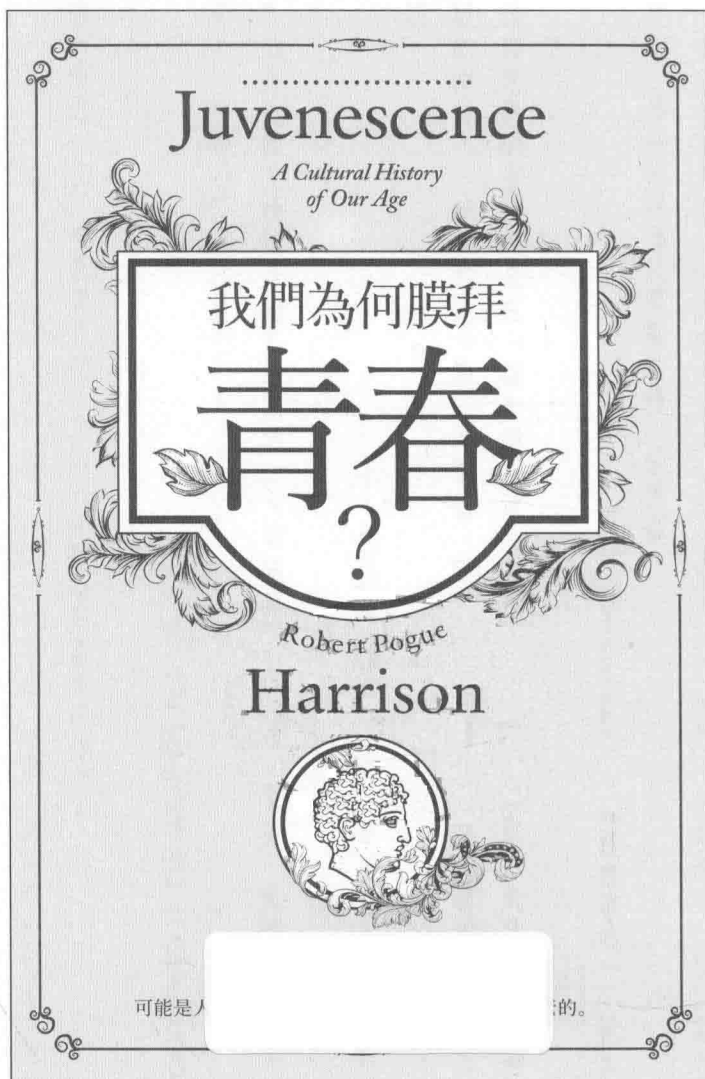 Juvenescence
A Cultural History
of Our Age
我們為何膜拜
青春
?
Robert Pogue
Harrison
可能是人 的。